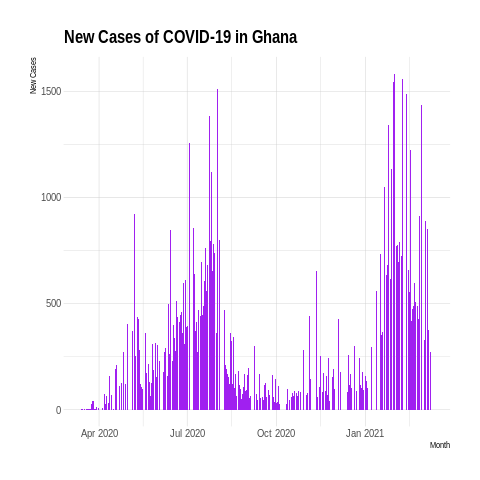 New Cases of COVID-19 in Ghana
New Cases
1500
1000
500
0
Apr 2020 Jul 2020 Oct 2020 Jan 2021
Month